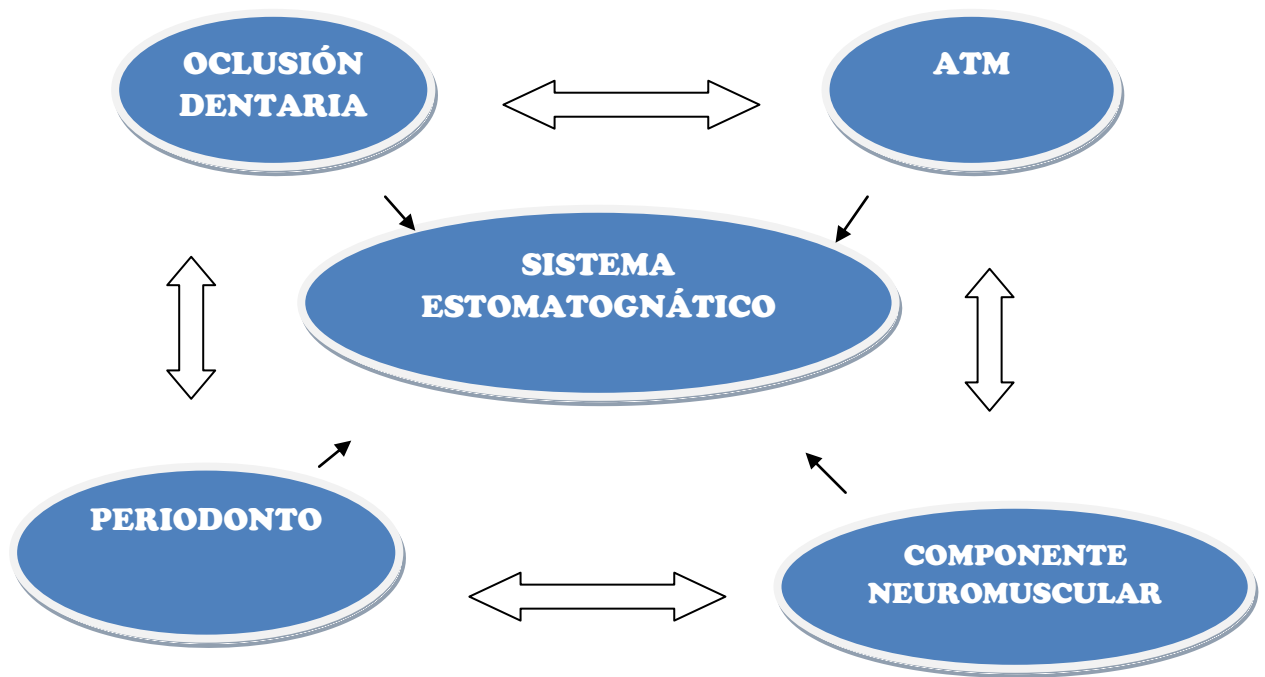 OCLUSIÓN
DENTARIA
ATM
SISTEMA
ESTOMATOGNÁTICO
PERIODONTO
COMPONENTE
NEUROMUSCULAR